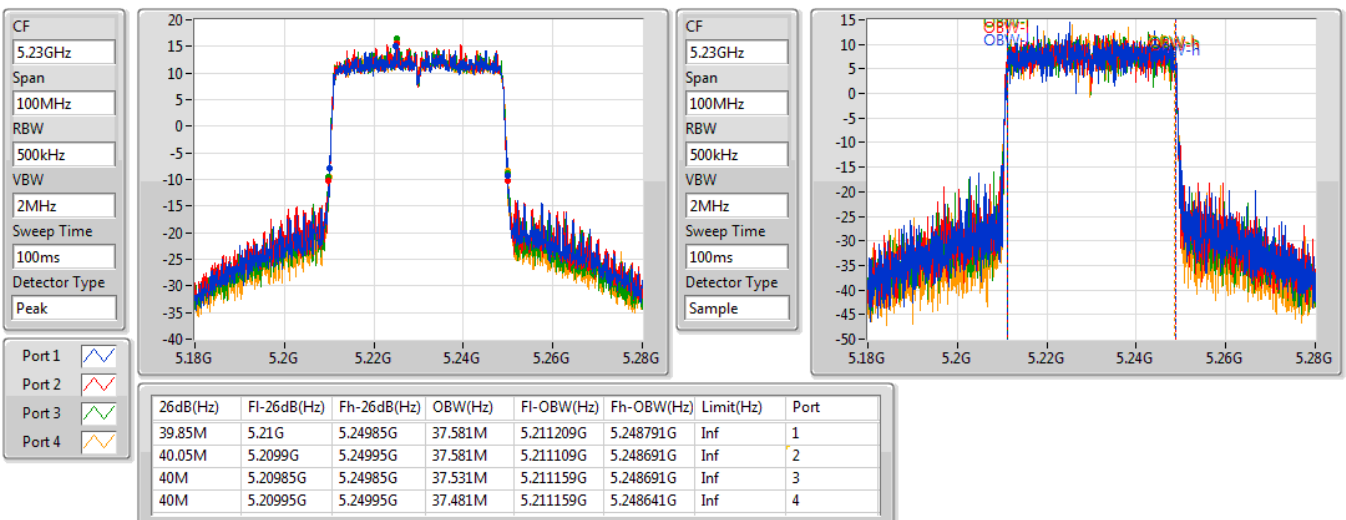 CF
5.23GHz
Span
100MHz
RBW
500kHz
VBW
2MHz
Sweep Time
100ms
Detector Type
Peak
20
15
10
5
0
-5
-10
-15
-20
-25
-30
-35
-40
5.18G 5.2G 5.22G 5.24G 5.26G 5.28G
CF
5.23GHz
Span
100MHz
RBW
500kHz
VBW
2MHz
Sweep Time
100ms
Detector Type
Sample
15
10
5
0
-5
-10
-15
-20
-25
-30
-35
-40
-45
-50
5.18G 5.2G 5.22G 5.24G 5.26G 5.28G
Port 1
Port 2
Port 3
Port 4
26dB(Hz) Fl-26dB(Hz) Fh-26dB(Hz) OBW(Hz) Fl-OBW(Hz) Fh-OBW(Hz) Limit(Hz) Port
39.85M 5.21G 5.24985G 37.581M 5.211209G 5.248791G Inf 1
40.05M 5.2099G 5.24995G 37.581M 5.211109G 5.248691G Inf 2
40M 5.20985G 5.24985G 37.531M 5.211159G 5.248691G Inf 3
40M 5.20995G 5.24995G 37.481M 5.211159G 5.248641G Inf 4